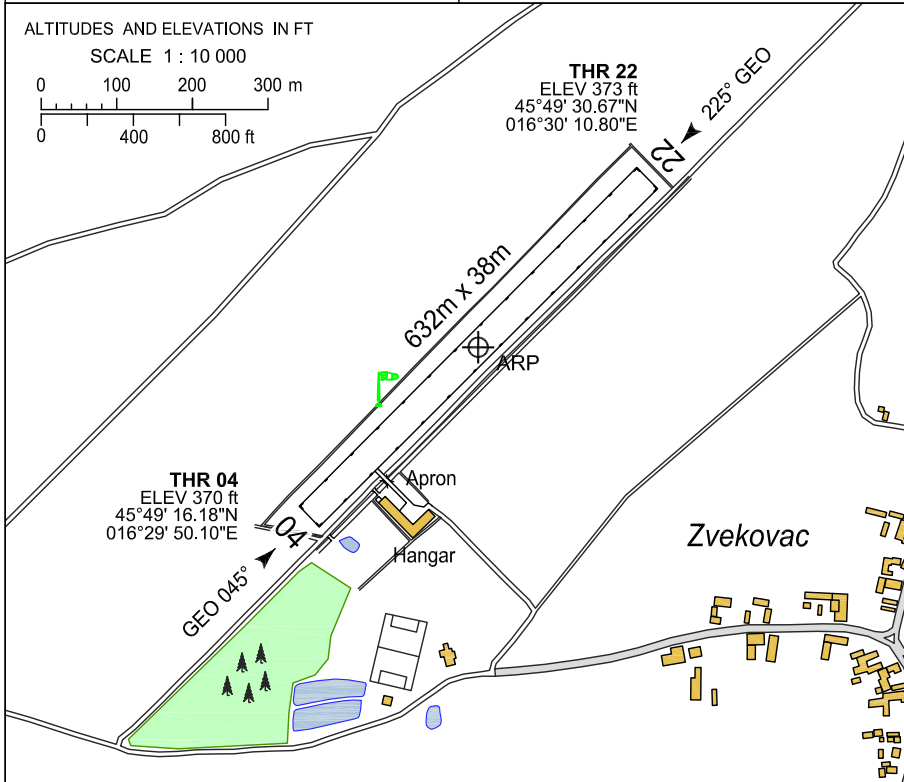 ALTITUDES AND ELEVATIONS IN FT
SCALE 1 : 10 000
0 100 200 300 m
0 400 800 ft
THR 22
ELEV 373 ft
45°49' 30.67"N
016°30' 10.80"E
225° GEO
22
632m x 38m
ARP
THR 04
ELEV 370 ft
45°49' 16.18"N
016°29' 50.10"E
04
GEO 045°
Apron
Hangar
Zvekovac